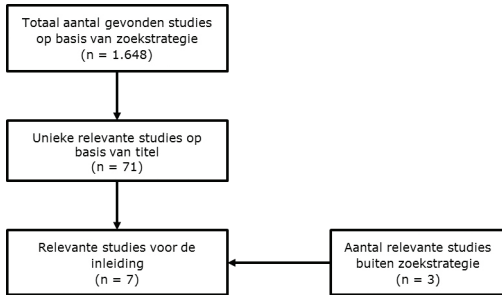 Totaal aantal gevonden studies
op basis van zoekstrategie
(n = 1.648)
Unieke relevante studies op
basis van titel
(n = 71)
Relevante studies voor de
inleiding
(n = 7)
Aantal relevante studies
buiten zoekstrategie
(n = 3)